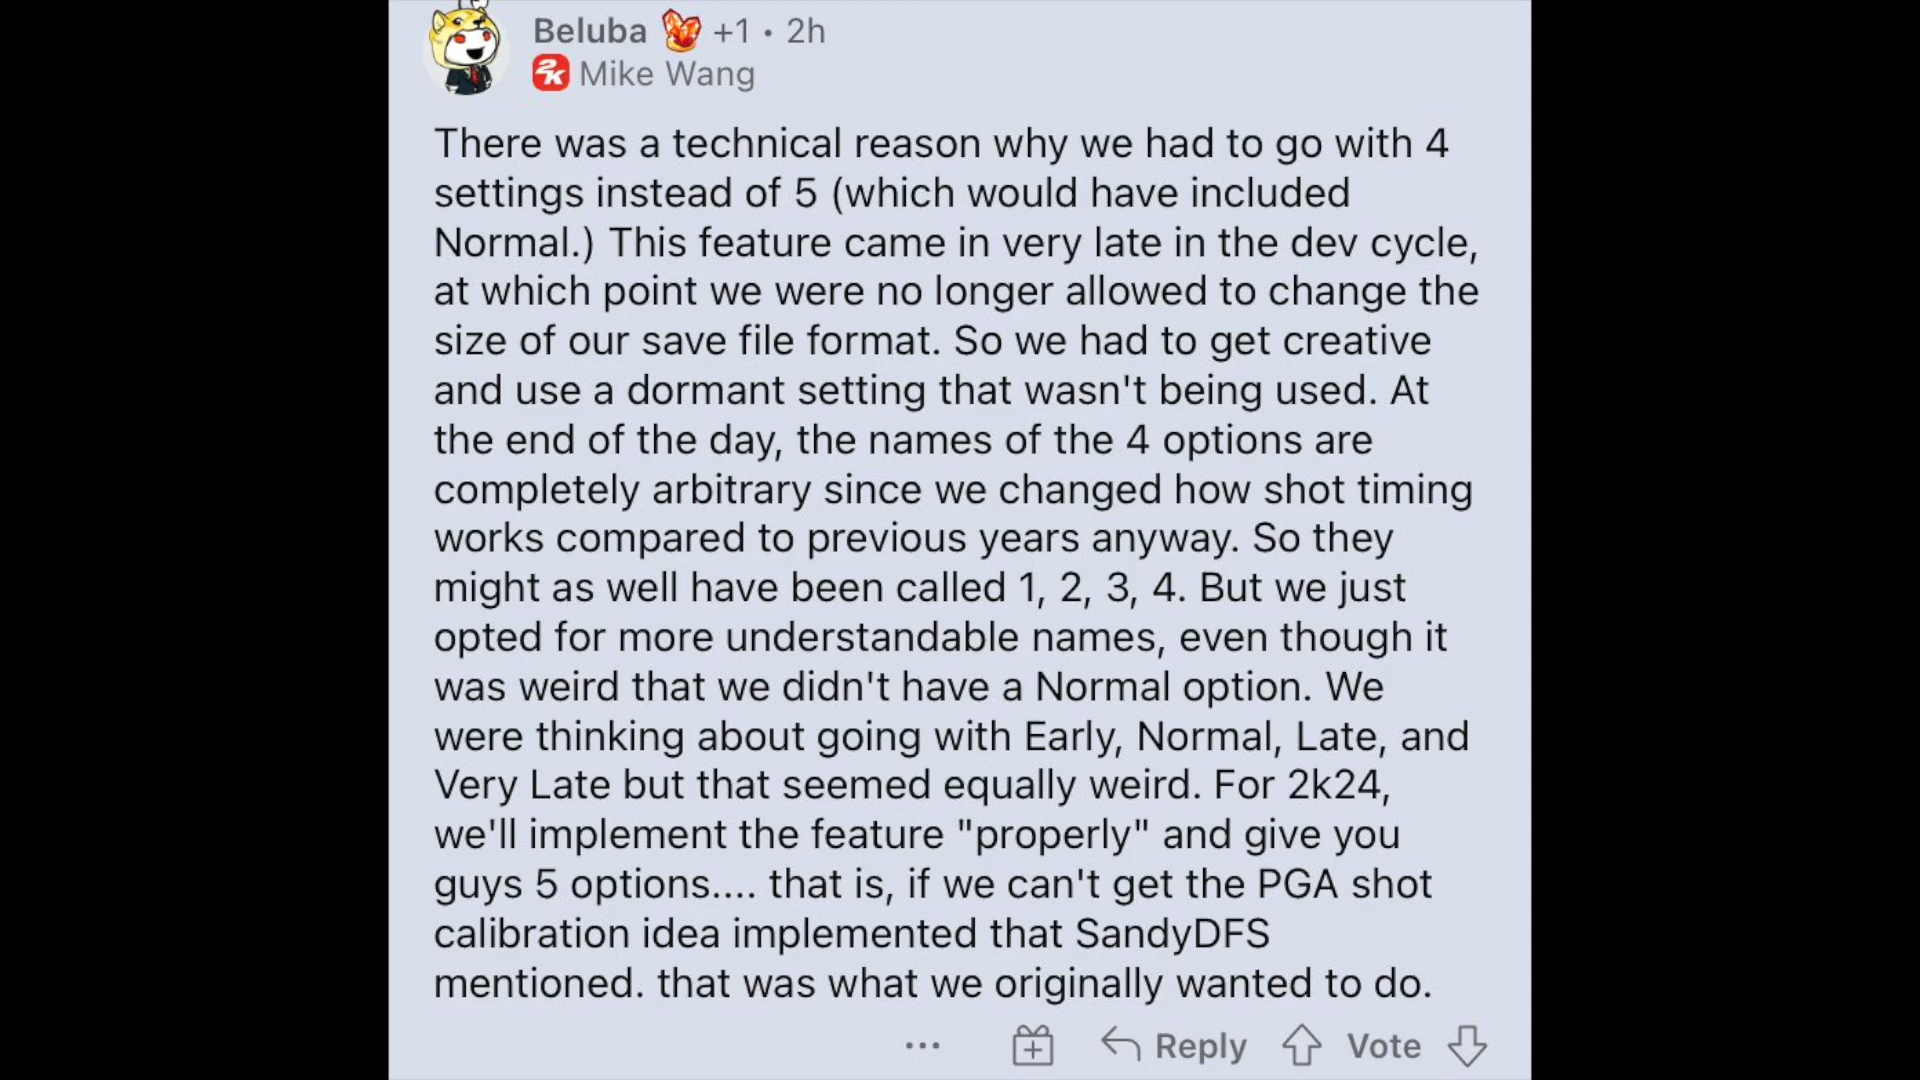 Beluba +1 • 2h
2K Mike Wang
There was a technical reason why we had to go with 4
settings instead of 5 (which would have included
Normal.) This feature came in very late in the dev cycle,
at which point we were no longer allowed to change the
size of our save file format. So we had to get creative
and use a dormant setting that wasn't being used. At
the end of the day, the names of the 4 options are
completely arbitrary since we changed how shot timing
works compared to previous years anyway. So they
might as well have been called 1, 2, 3, 4. But we just
opted for more understandable names, even though it
was weird that we didn't have a Normal option. We
were thinking about going with Early, Normal, Late, and
Very Late but that seemed equally weird. For 2k24,
we'll implement the feature "properly" and give you
guys 5 options.... that is, if we can't get the PGA shot
calibration idea implemented that SandyDFS
mentioned. that was what we originally wanted to do.
... Reply Vote